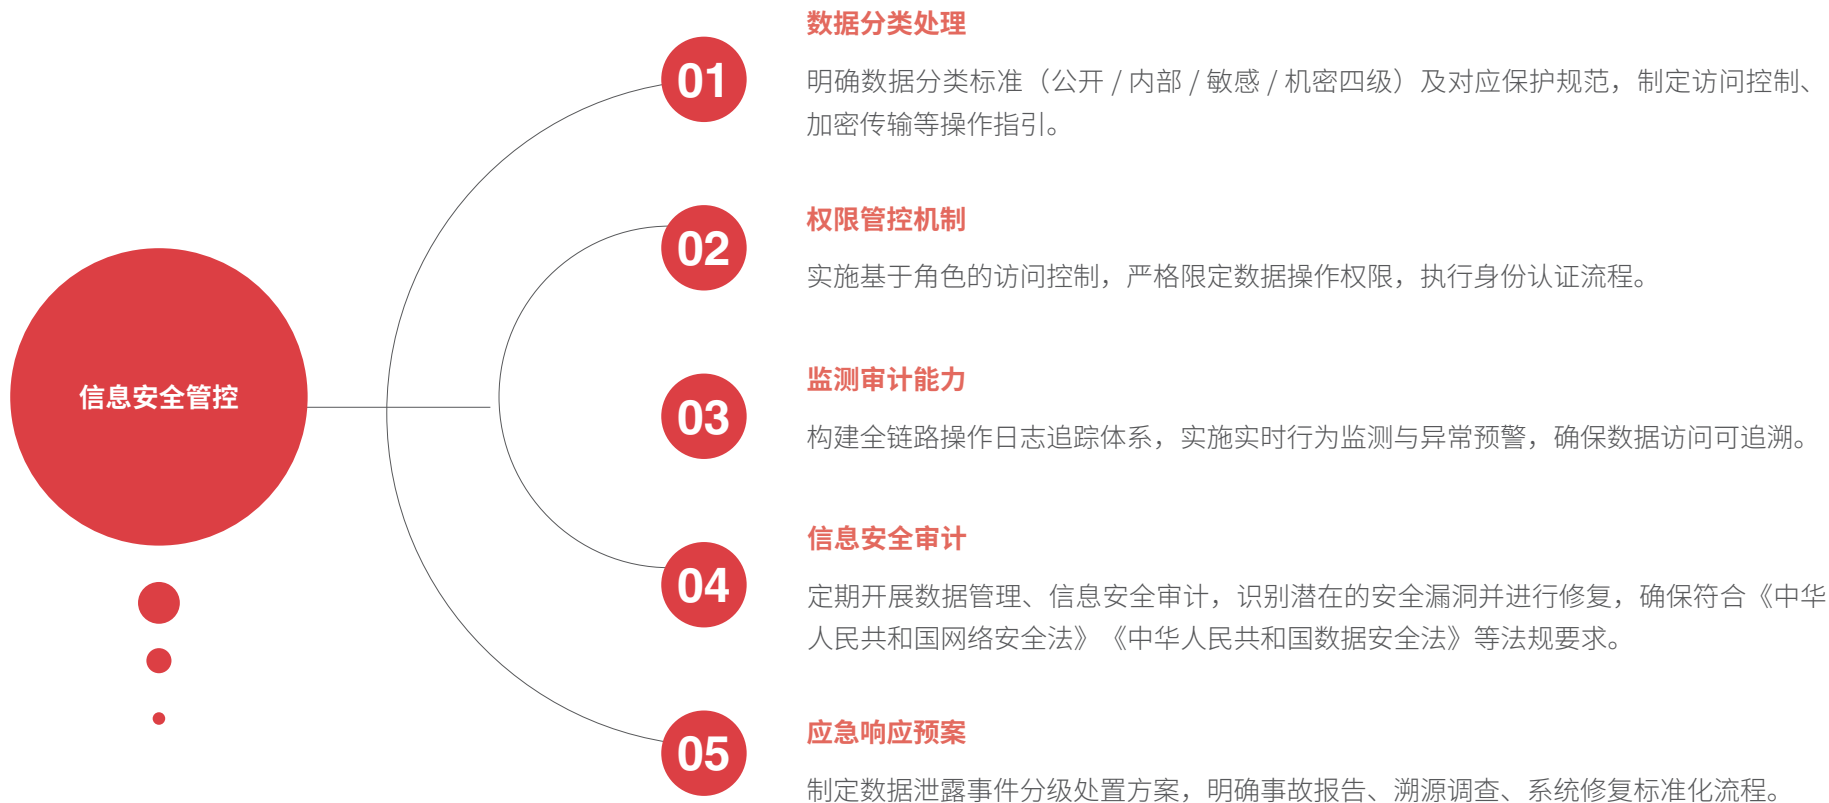 信息安全管控
01
数据分类处理
明确数据分类标准（公开 / 内部 / 敏感 / 机密四级）及对应保护规范，制定访问控制、
加密传输等操作指引。
02
权限管控机制
实施基于角色的访问控制，严格限定数据操作权限，执行身份认证流程。
03
监测审计能力
构建全链路操作日志追踪体系，实施实时行为监测与异常预警，确保数据访问可追溯。
04
信息安全审计
定期开展数据管理、信息安全审计，识别潜在的安全漏洞并进行修复，确保符合《中华
人民共和国网络安全法》《中华人民共和国数据安全法》等法规要求。
05
应急响应预案
制定数据泄露事件分级处置方案，明确事故报告、溯源调查、系统修复标准化流程。